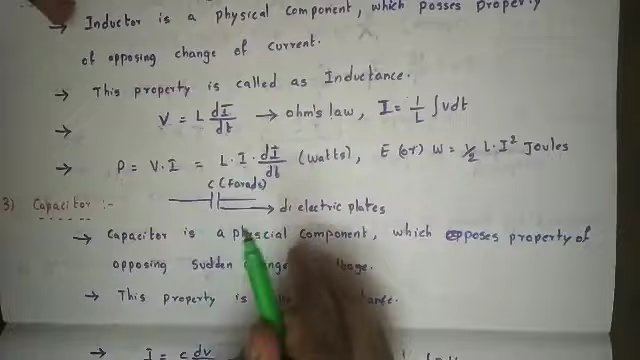 → Inductor is a physical component, which posses property
of opposing change of current.
→ This property is called as Inductance.
→ V = L dI/dt → ohm's law, I = 1/L ∫vdt
→ P = V.I = L.I.dI/dt (watts), E (or) W = 1/2 L.I² Joules
3) Capacitor :- C (farads)
→ dielectric plates
→ Capacitor is a physcial component, which posses property of
opposing sudden
→ This property is
→ I = c dv